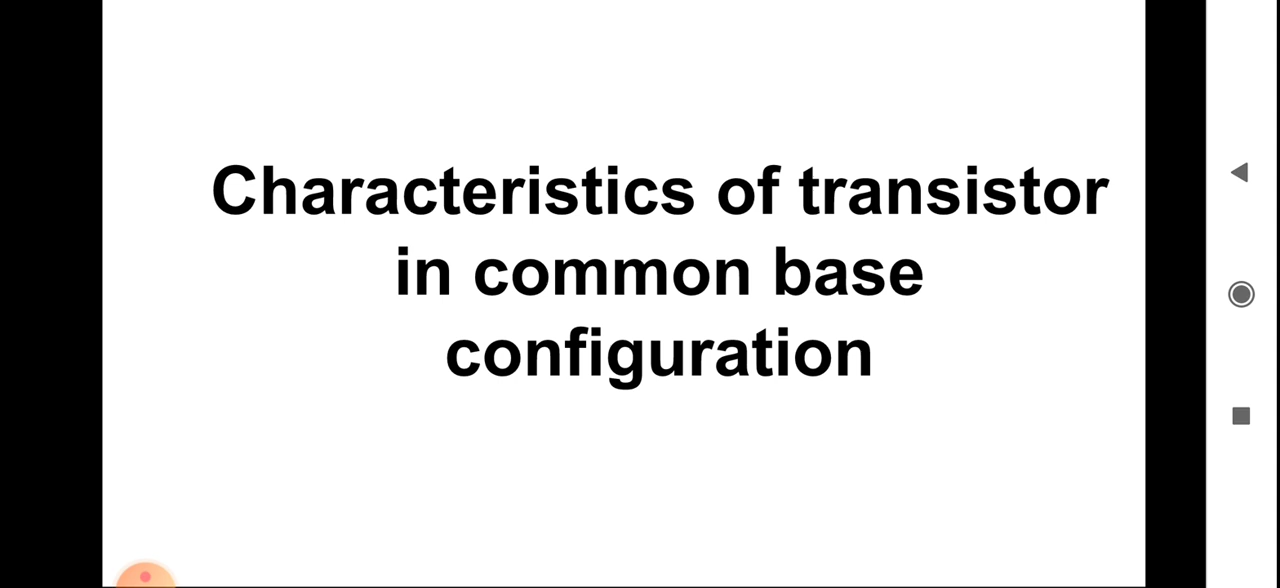 Characteristics of transistor
in common base
configuration